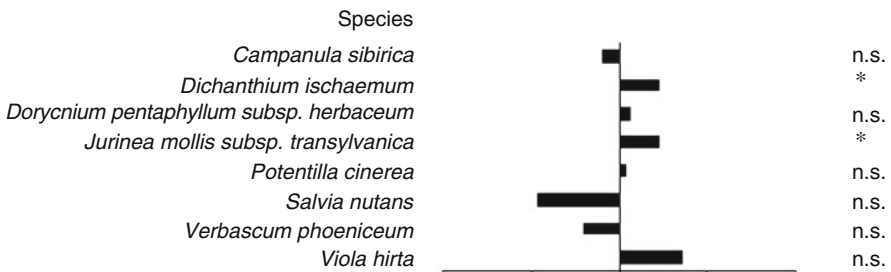 Species
Campanula sibirica n.s.
Dichanthium ischaemum *
Dorycnium pentaphyllum subsp. herbaceum n.s.
Jurinea mollis subsp. transylvanica *
Potentilla cinerea n.s.
Salvia nutans n.s.
Verbascum phoeniceum n.s.
Viola hirta n.s.